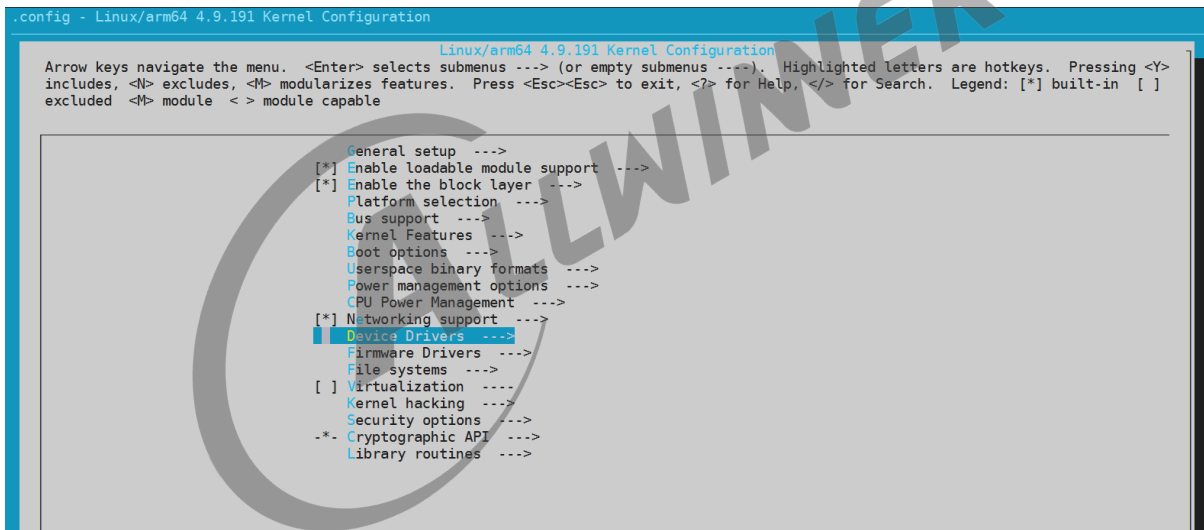 .config - Linux/arm64 4.9.191 Kernel Configuration
Linux/arm64 4.9.191 Kernel Configuration
Arrow keys navigate the menu.  <Enter> selects submenus ---> (or empty submenus ----).  Highlighted letters are hotkeys.  Pressing <Y>
includes, <N> excludes, <M> modularizes features.  Press <Esc><Esc> to exit, <?> for Help, </> for Search.  Legend: [*] built-in  [ ]
excluded  <M> module  < > module capable
General setup  --->
[*] Enable loadable module support  --->
[*] Enable the block layer  --->
Platform selection  --->
Bus support  --->
Kernel Features  --->
Boot options  --->
Userspace binary formats  --->
Power management options  --->
CPU Power Management  --->
[*] Networking support  --->
Device Drivers  --->
Firmware Drivers  --->
File systems  --->
[ ] Virtualization  ----
Kernel hacking  --->
Security options  --->
-*- Cryptographic API  --->
Library routines  --->
ALLWINNER